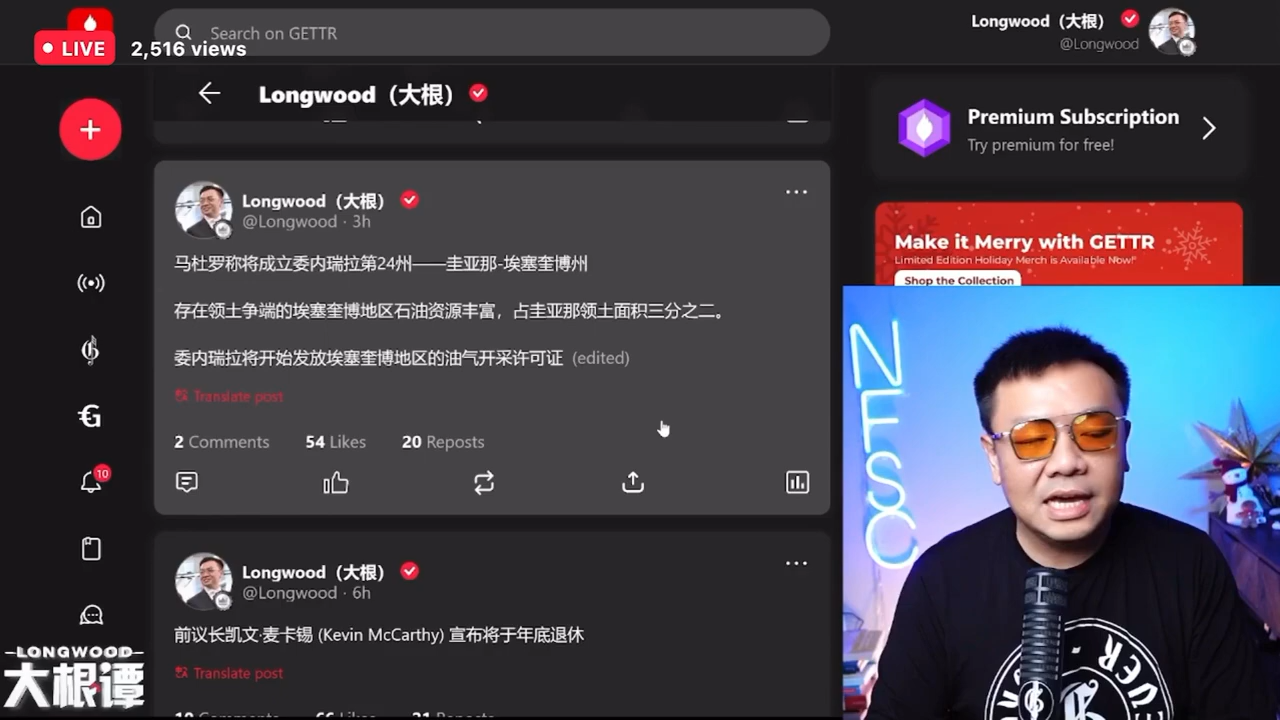 Search on GETTR
LIVE
2,516 views
Longwood (大根)
@Longwood
Longwood (大根)
Premium Subscription
Try premium for free!
Make it Merry with GETTR
Limited Edition Holiday Merch is Available Now!
Shop the Collection
Longwood (大根)
@Longwood · 3h
马杜罗称将成立委内瑞拉第24州——圭亚那-埃塞奎博州
存在领土争端的埃塞奎博地区石油资源丰富，占圭亚那领土面积三分之二。
委内瑞拉将开始发放埃塞奎博地区的油气开采许可证 (edited)
Translate post
2 Comments 54 Likes 20 Reposts
10
Longwood (大根)
@Longwood · 6h
前议长凯文·麦卡锡 (Kevin McCarthy) 宣布将于年底退休
Translate post
LONGWOOD
大根谭
NFSC